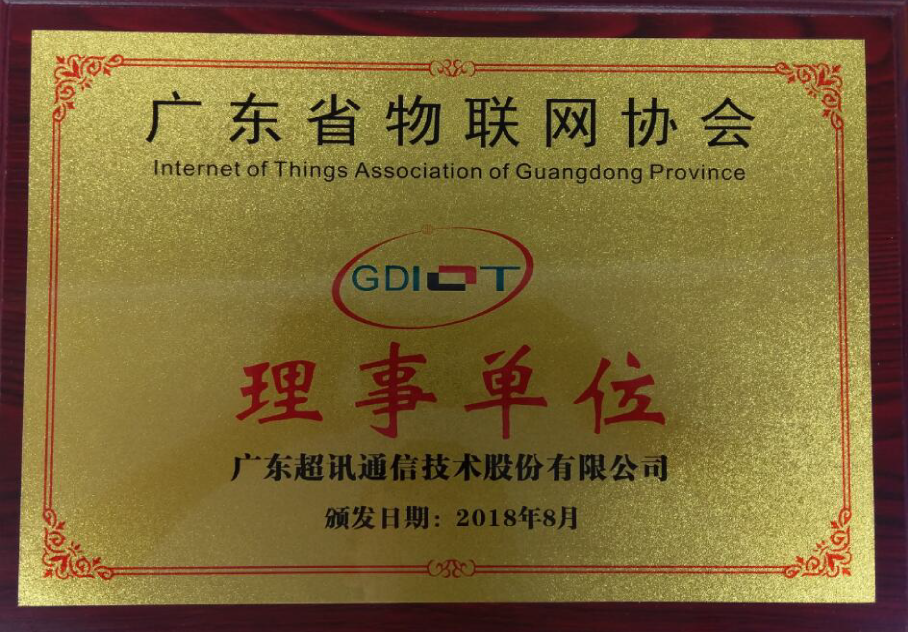 广东省物联网协会
Internet of Things Association of Guangdong Province
GDIOT
理事单位
广东超讯通信技术股份有限公司
颁发日期：2018年8月